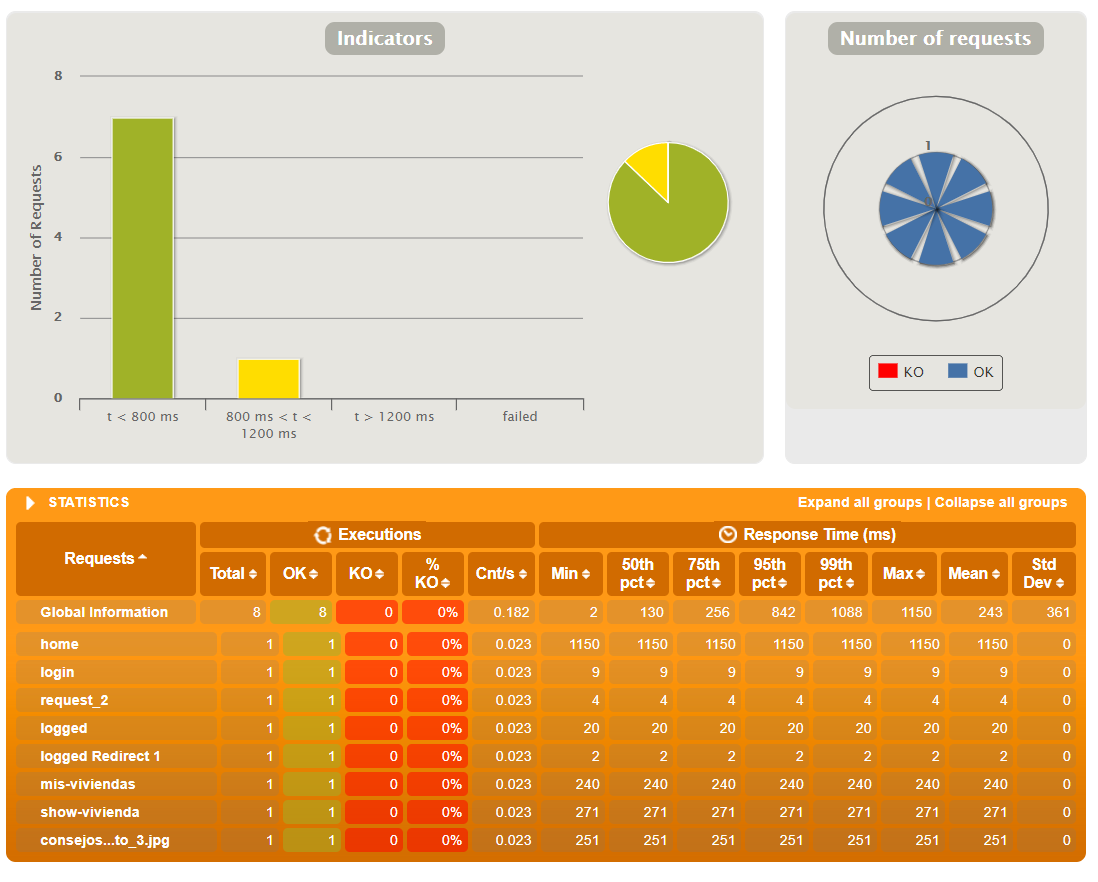 Indicators
Number of Requests
8
6
4
2
0
t < 800 ms
800 ms < t <
1200 ms
t > 1200 ms
failed
Number of requests
1
0
KO OK
STATISTICS
Expand all groups | Collapse all groups
Requests Executions Response Time (ms)
Total OK KO % KO Cnt/s Min 50th pct 75th pct 95th pct 99th pct Max Mean Std Dev
Global Information 8 8 0 0% 0.182 2 130 256 842 1088 1150 243 361
home 1 1 0 0% 0.023 1150 1150 1150 1150 1150 1150 1150 0
login 1 1 0 0% 0.023 9 9 9 9 9 9 9 0
request_2 1 1 0 0% 0.023 4 4 4 4 4 4 4 0
logged 1 1 0 0% 0.023 20 20 20 20 20 20 20 0
logged Redirect 1 1 1 0 0% 0.023 2 2 2 2 2 2 2 0
mis-viviendas 1 1 0 0% 0.023 240 240 240 240 240 240 240 0
show-vivienda 1 1 0 0% 0.023 271 271 271 271 271 271 271 0
consejos...to_3.jpg 1 1 0 0% 0.023 251 251 251 251 251 251 251 0